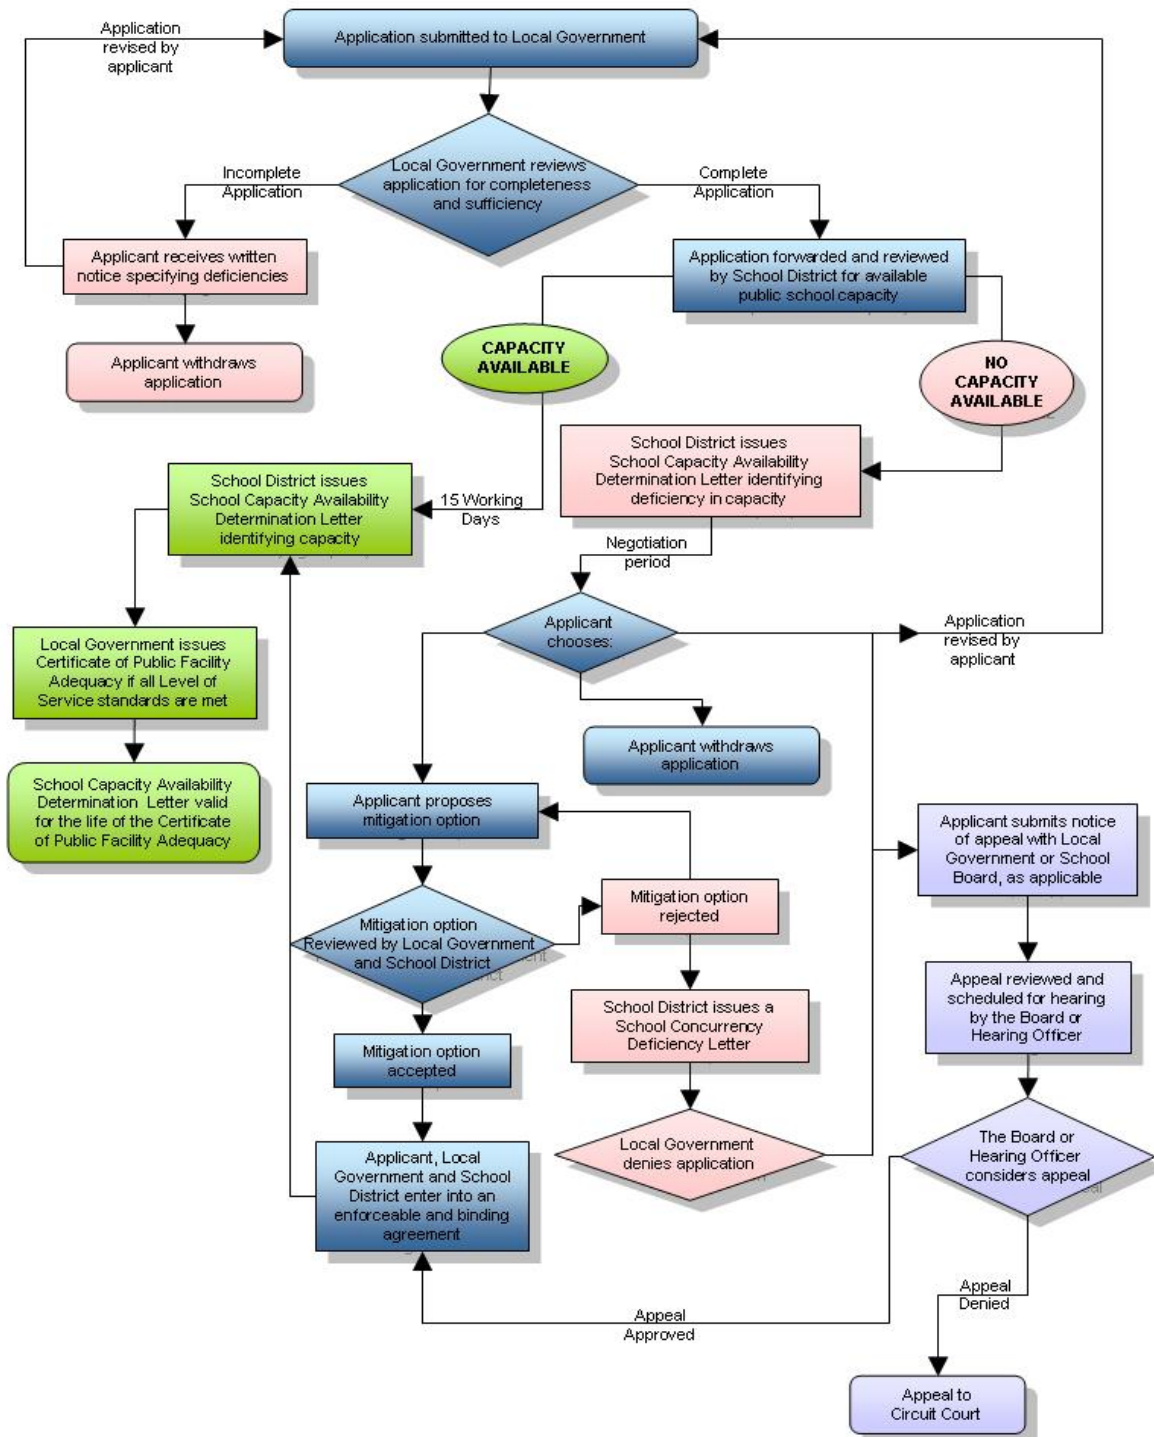 Application
revised by
applicant
Application submitted to Local Government
Local Government reviews
application for completeness
and sufficiency
Incomplete
Application
Complete
Application
Applicant receives written
notice specifying deficiencies
Application forwarded and reviewed
by School District for available
public school capacity
Applicant withdraws
application
CAPACITY
AVAILABLE
NO
CAPACITY
AVAILABLE
School District issues
School Capacity Availability
Determination Letter identifying
deficiency in capacity
School District issues
School Capacity Availability
Determination Letter
identifying capacity
15 Working
Days
Negotiation
period
Applicant
chooses:
Application
revised by
applicant
Local Government issues
Certificate of Public Facility
Adequacy if all Level of
Service standards are met
Applicant withdraws
application
School Capacity Availability
Determination Letter valid
for the life of the Certificate
of Public Facility Adequacy
Applicant proposes
mitigation option
Applicant submits notice
of appeal with Local
Government or School
Board, as applicable
Mitigation option
Reviewed by Local Government
and School District
Mitigation option
rejected
Appeal reviewed and
scheduled for hearing
by the Board or
Hearing Officer
School District issues a
School Concurrency
Deficiency Letter
Mitigation option
accepted
Local Government
denies application
The Board or
Hearing Officer
considers appeal
Applicant, Local
Government and School
District enter into an
enforceable and binding
agreement
Appeal
Approved
Appeal
Denied
Appeal to
Circuit Court